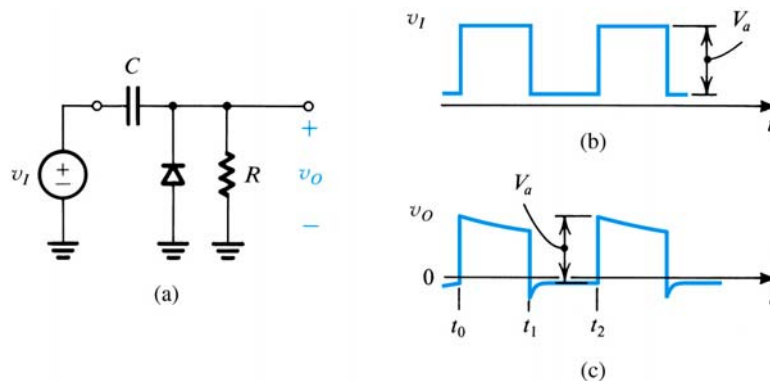 C
v_I
+
−
R
+
v_O
−
(a)
v_I
V_a
(b)
V_a
v_O
0
t_0
t_1
t_2
(c)